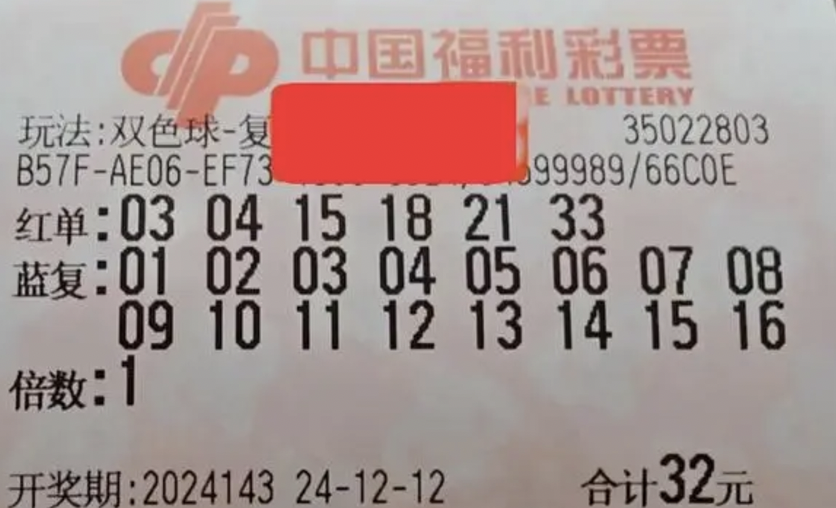 中国福利彩票
E LOTTERY
玩法:双色球-复 35022803
B57F-AE06-EF73 99989/66C0E
红单:03 04 15 18 21 33
蓝复:01 02 03 04 05 06 07 08
09 10 11 12 13 14 15 16
倍数:1
开奖期:2024143 24-12-12 合计32元